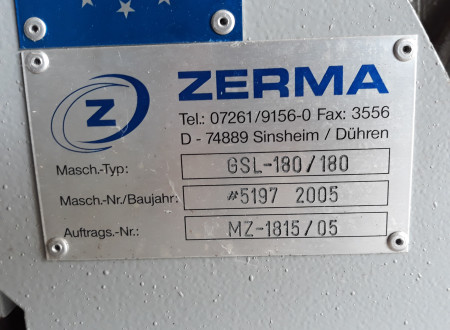 Z ZERMA
Tel.: 07261/9156-0 Fax: 3556
D - 74889 Sinsheim / Dühren
Masch.-Typ: GSL-180/180
Masch.-Nr./Baujahr: #5197 2005
Auftrags.-Nr.: MZ-1815/05